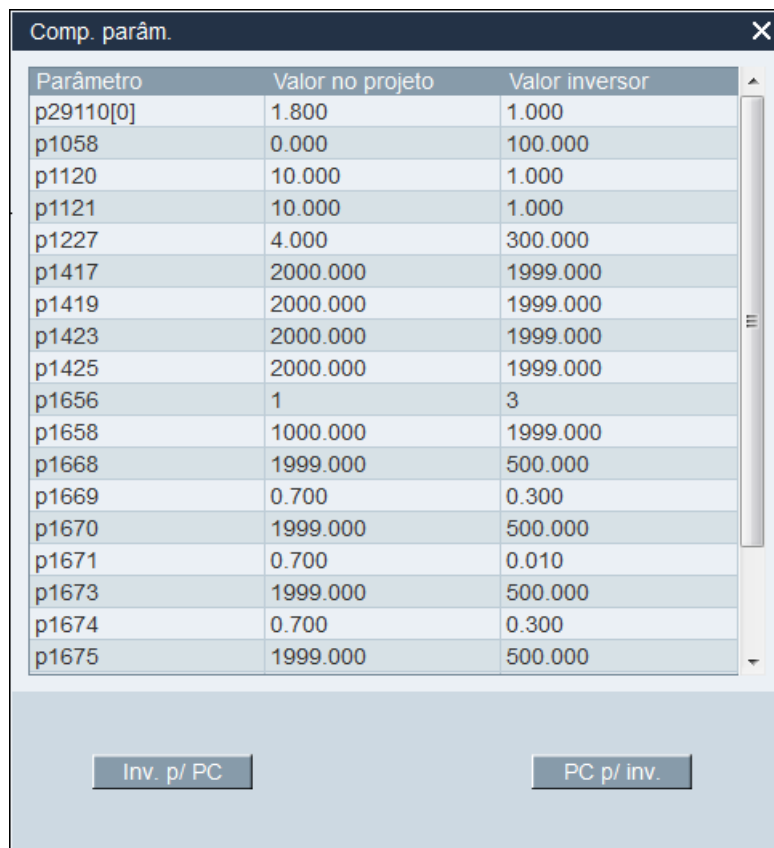 Comp. parâm.
Parâmetro Valor no projeto Valor inversor
p29110[0] 1.800 1.000
p1058 0.000 100.000
p1120 10.000 1.000
p1121 10.000 1.000
p1227 4.000 300.000
p1417 2000.000 1999.000
p1419 2000.000 1999.000
p1423 2000.000 1999.000
p1425 2000.000 1999.000
p1656 1 3
p1658 1000.000 1999.000
p1668 1999.000 500.000
p1669 0.700 0.300
p1670 1999.000 500.000
p1671 0.700 0.010
p1673 1999.000 500.000
p1674 0.700 0.300
p1675 1999.000 500.000
Inv. p/ PC PC p/ inv.